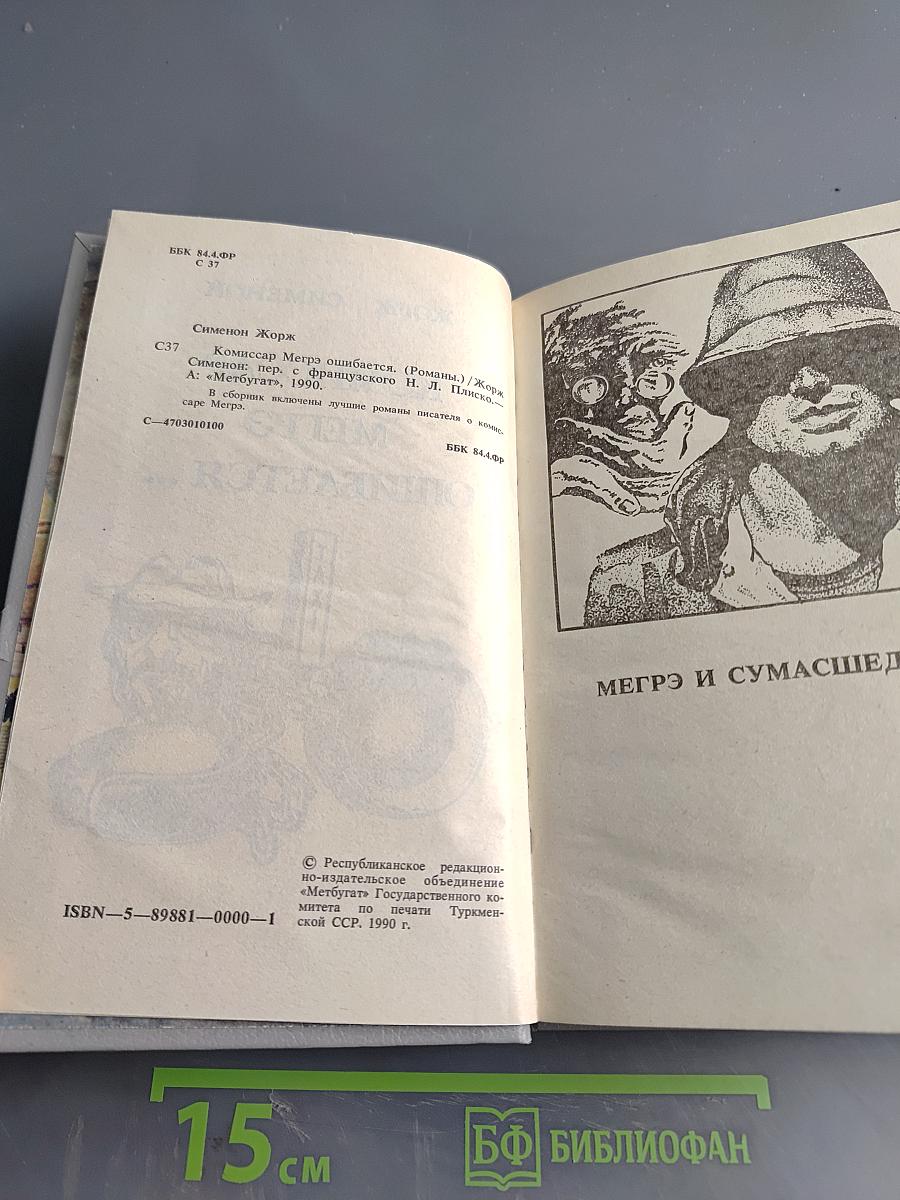 ББК 84.4.ФР
С 37
Сименон Жорж
С37 Комиссар Мегрэ ошибается. (Романы.)/Жорж
Сименон: пер. с французского Н. Л. Плиско.—
А: «Метбугат», 1990.
В сборник включены лучшие романы писателя о комис-
саре Мегрэ.
С—4703010100
ББК 84.4.ФР
© Республиканское редакцион-
но-издательское объединение
«Метбугат» Государственного ко-
митета по печати Туркмен-
ской ССР. 1990 г.
ISBN—5—89881—0000—1
МЕГРЭ И СУМАСШЕД
15 см
БФ БИБЛИОФАН